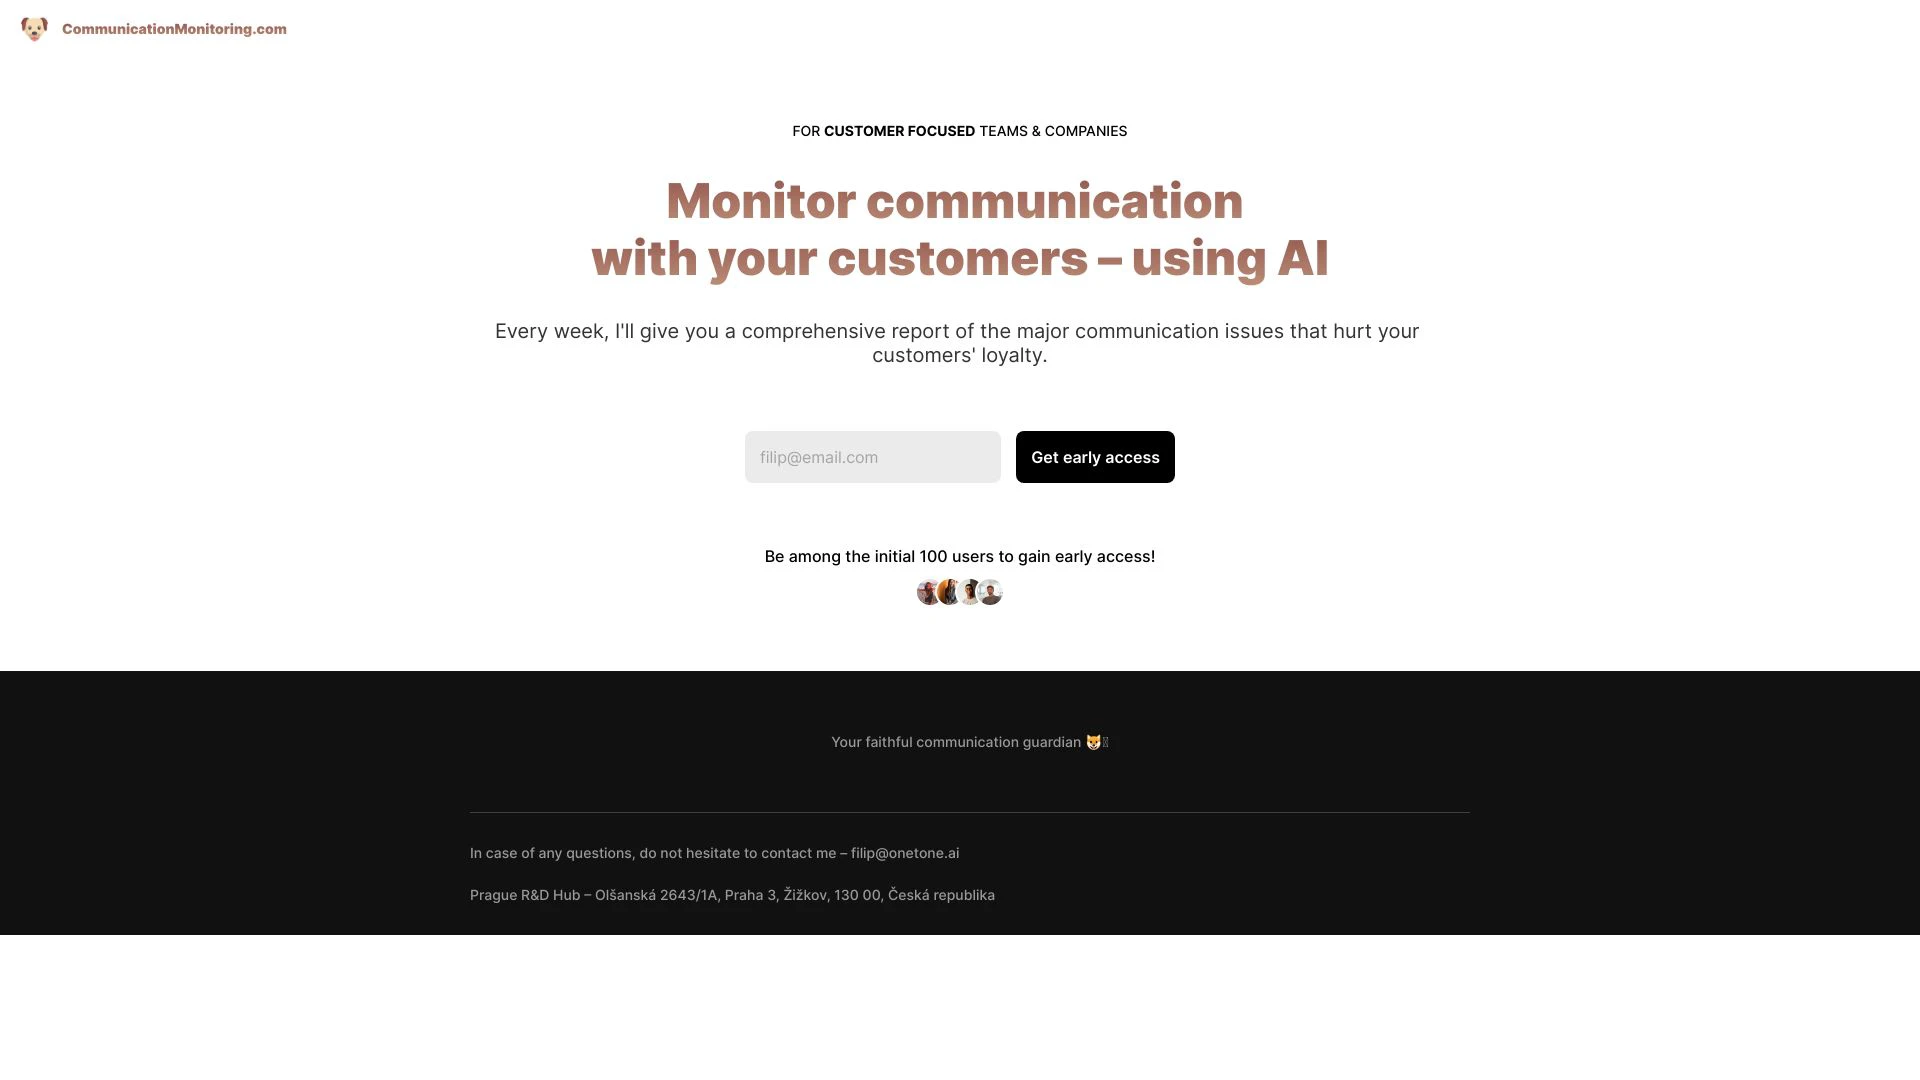 CommunicationMonitoring.com
FOR CUSTOMER FOCUSED TEAMS & COMPANIES
Monitor communication
with your customers – using AI
Every week, I'll give you a comprehensive report of the major communication issues that hurt your
customers' loyalty.
filip@email.com
Get early access
Be among the initial 100 users to gain early access!
Your faithful communication guardian
In case of any questions, do not hesitate to contact me – filip@onetone.ai
Prague R&D Hub – Olšanská 2643/1A, Praha 3, Žižkov, 130 00, Česká republika